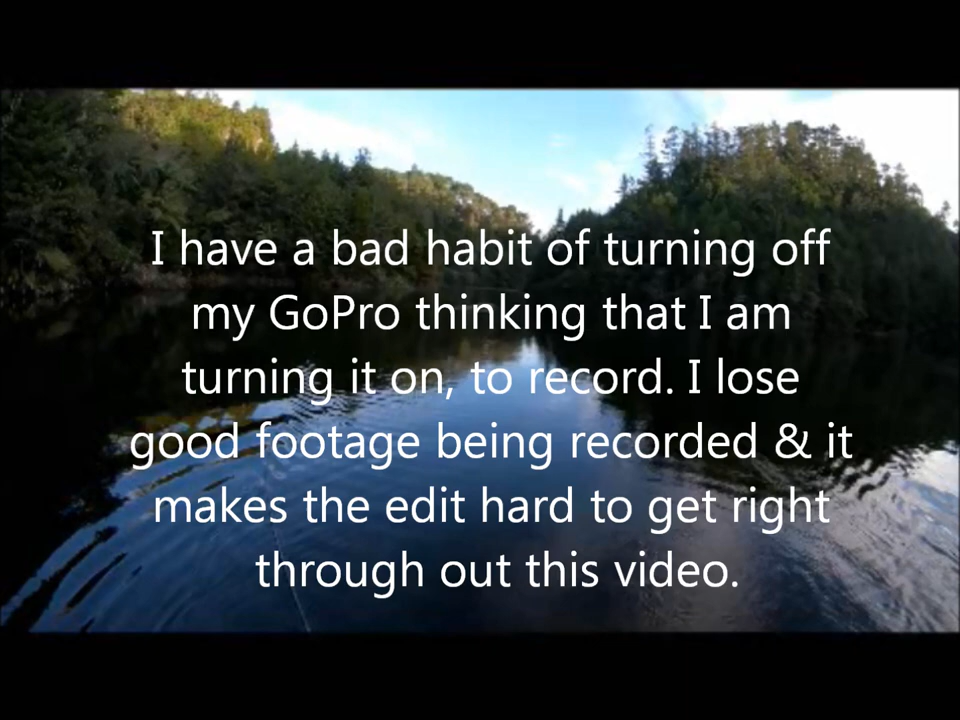 I have a bad habit of turning off
my GoPro thinking that I am
turning it on, to record. I lose
good footage being recorded & it
makes the edit hard to get right
through out this video.